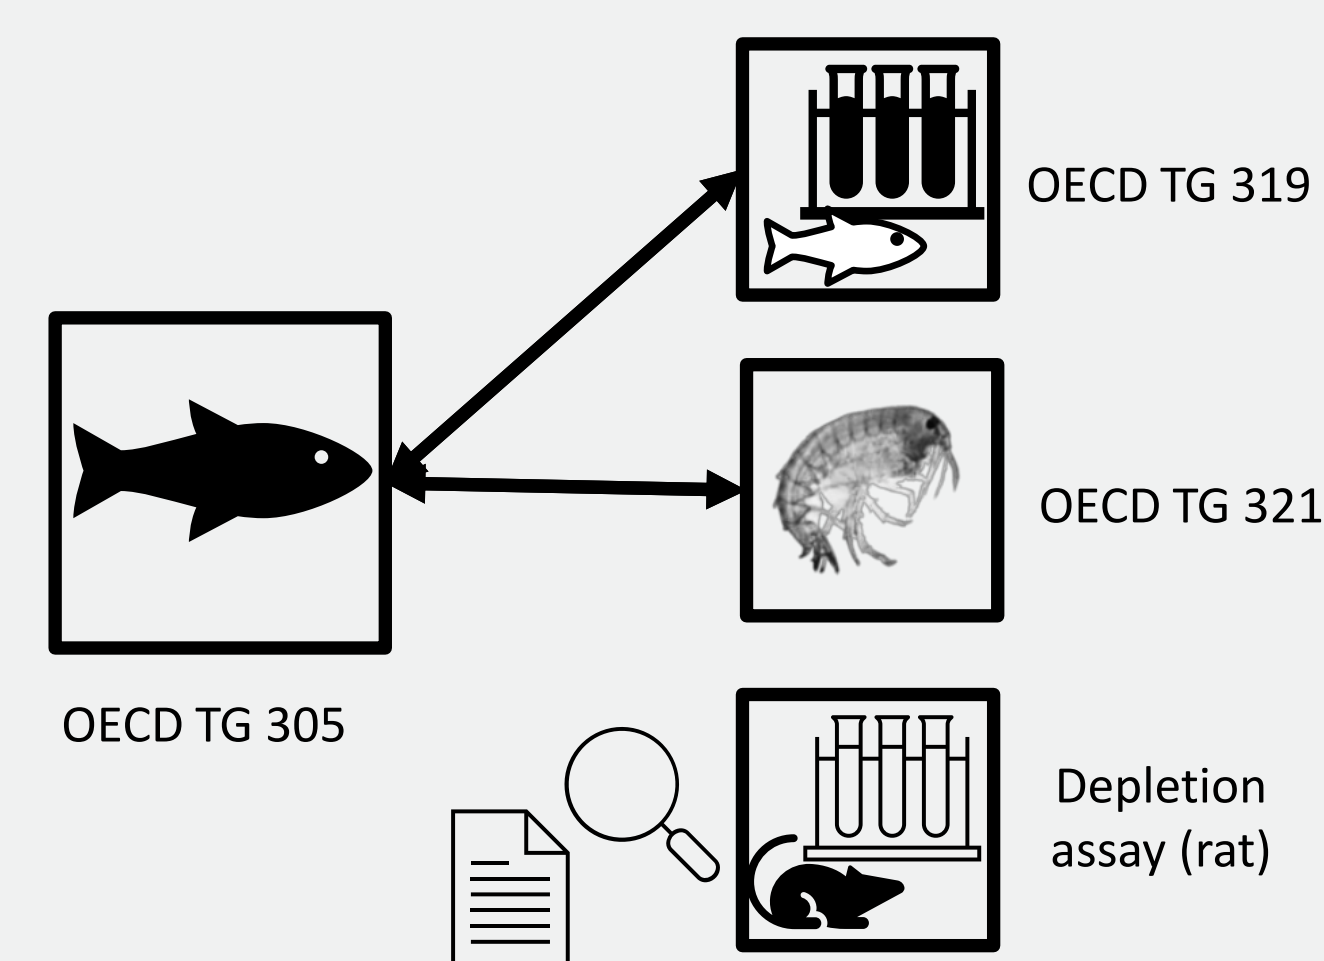 OECD TG 319
OECD TG 321
OECD TG 305
Depletion
assay (rat)